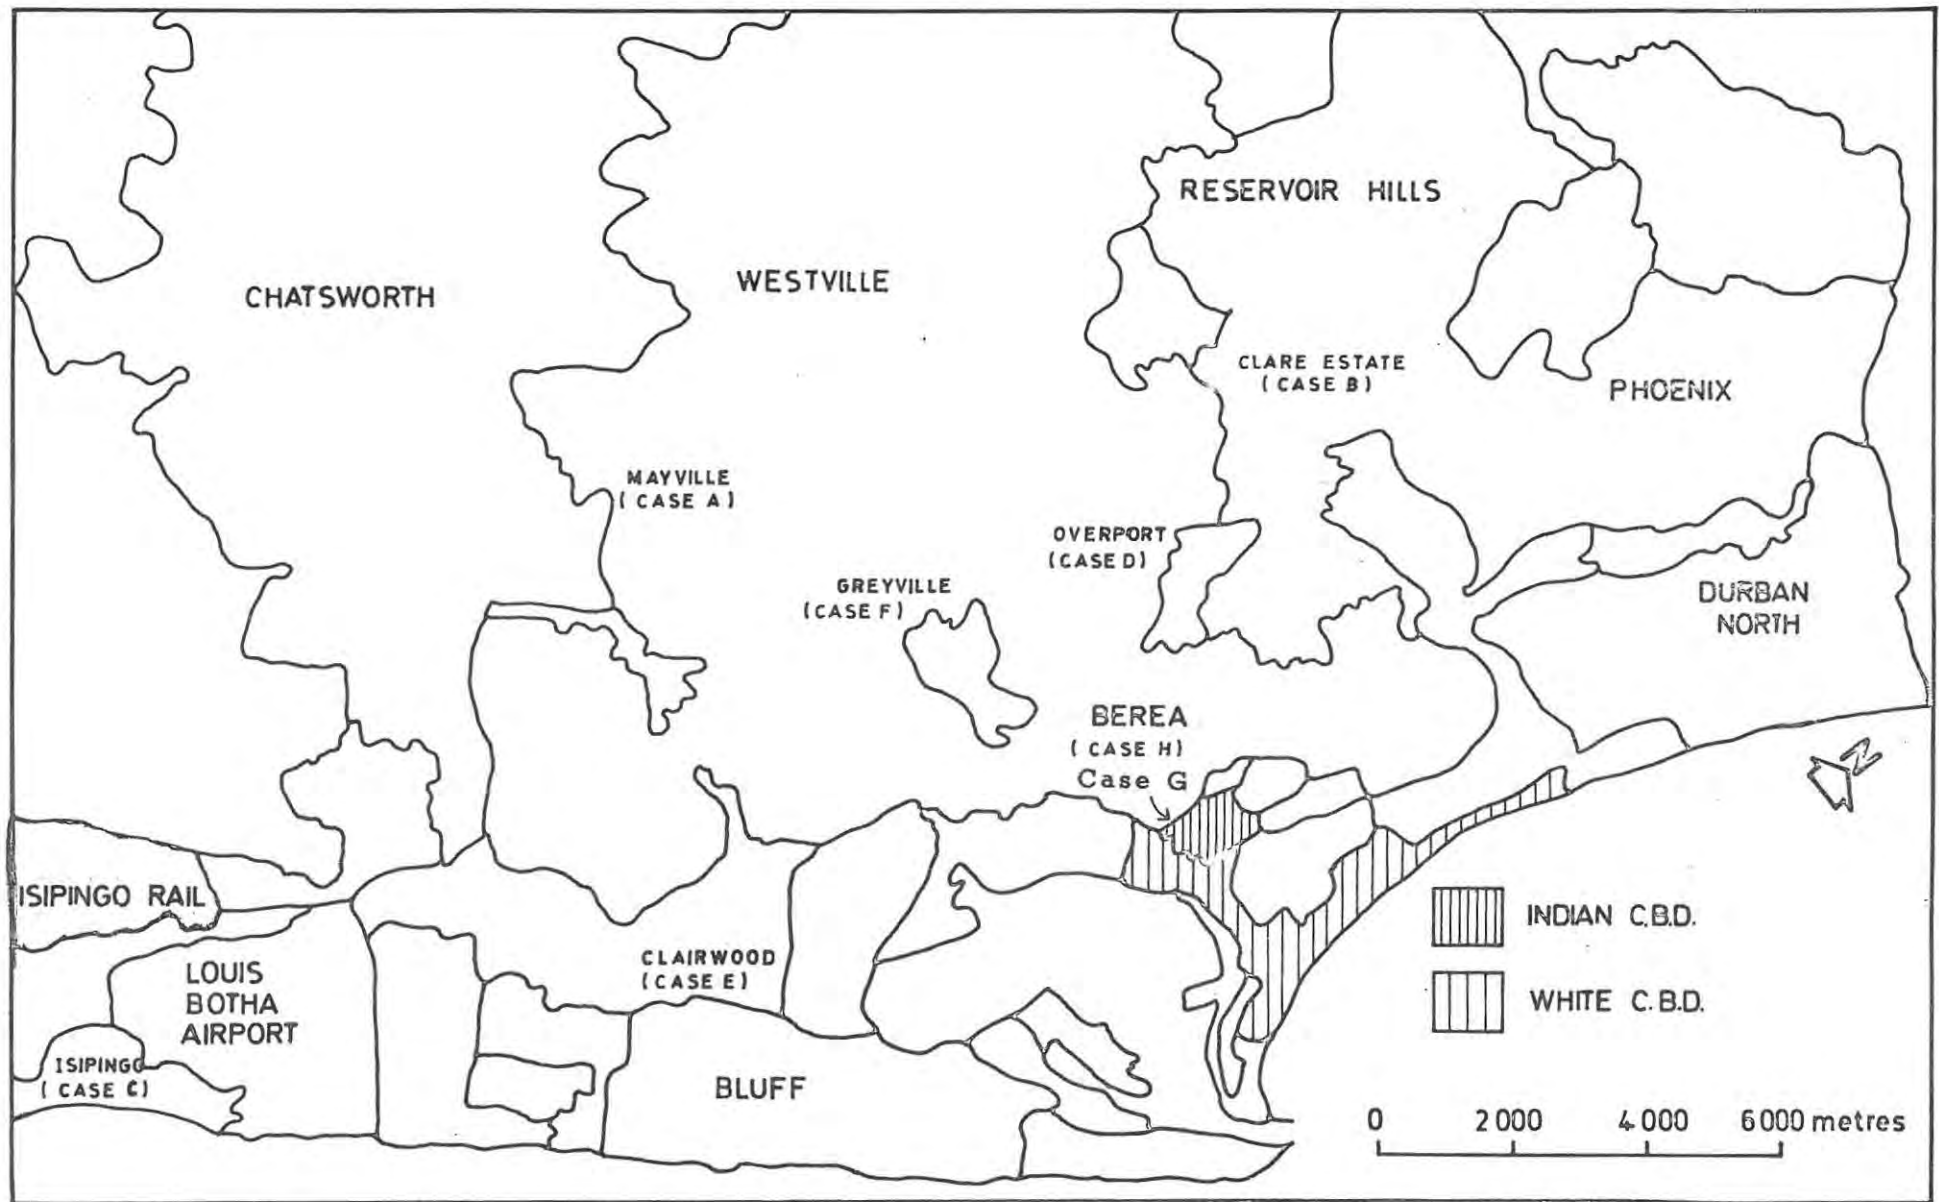 RESERVOIR HILLS
CHATSWORTH
WESTVILLE
CLARE ESTATE
(CASE B)
PHOENIX
MAYVILLE
(CASE A)
OVERPORT
(CASE D)
GREYVILLE
(CASE F)
DURBAN
NORTH
BEREA
(CASE H)
Case G
N
ISIPINGO RAIL
INDIAN C.B.D.
CLAIRWOOD
(CASE E)
LOUIS
BOTHA
AIRPORT
WHITE C.B.D.
ISIPINGO
(CASE C)
BLUFF
0 2000 4000 6000 metres